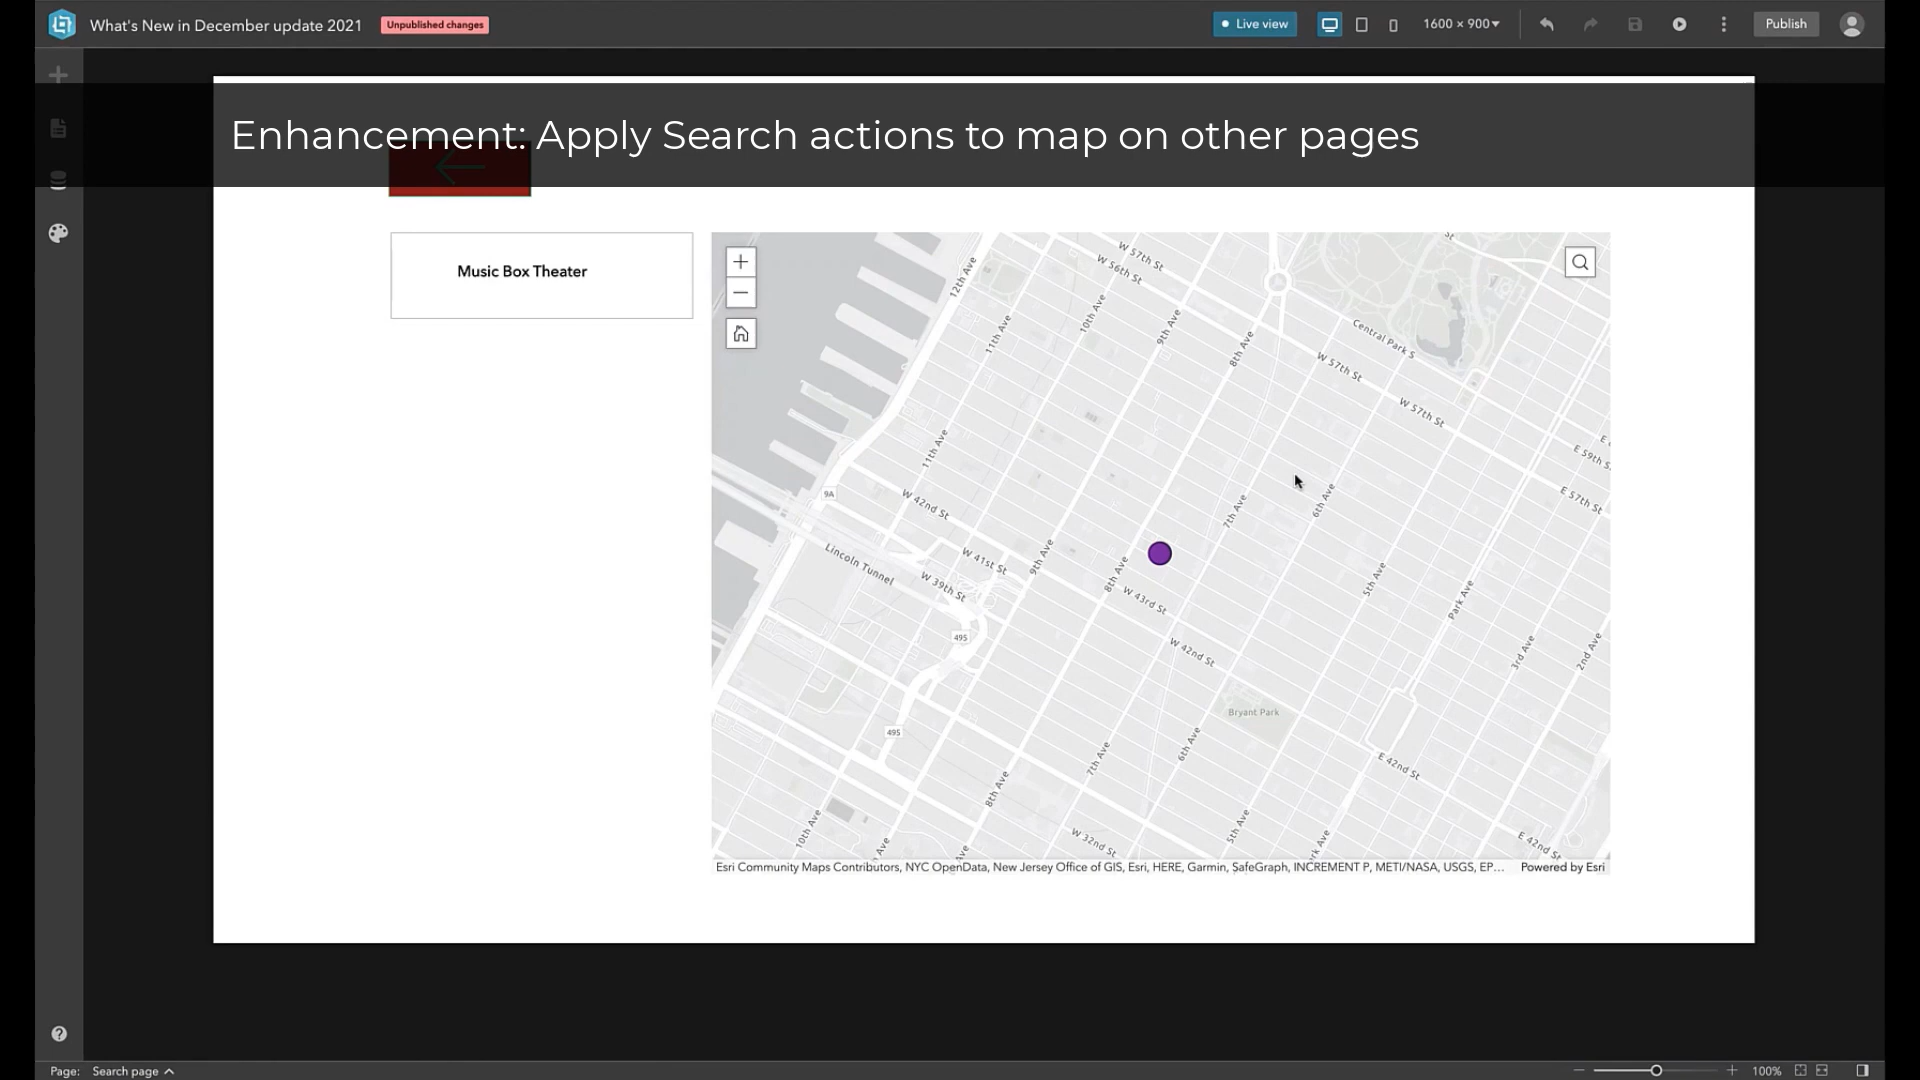 What's New in December update 2021
Unpublished changes
Live view
1600 × 900
Publish
Enhancement: Apply Search actions to map on other pages
Music Box Theater
W 57th St
W 56th St
12th Ave
11th Ave
10th Ave
9th Ave
8th Ave
Central Park S
W 57th St
W 57th St
E 59th S
E 57th St
11th Ave
9A
W 42nd St
7th Ave
6th Ave
Lincoln Tunnel
W 41st St
W 39th St
9th Ave
8th Ave
W 43rd St
5th Ave
Park Ave
495
W 42nd St
3rd Ave
2nd Ave
Bryant Park
495
7th Ave
6th Ave
E 42nd St
8th Ave
10th Ave
W 32nd St
5th Ave
E 42nd St
Esri Community Maps Contributors, NYC OpenData, New Jersey Office of GIS, Esri, HERE, Garmin, SafeGraph, INCREMENT P, METI/NASA, USGS, EP...
Powered by Esri
Page: Search page
100%